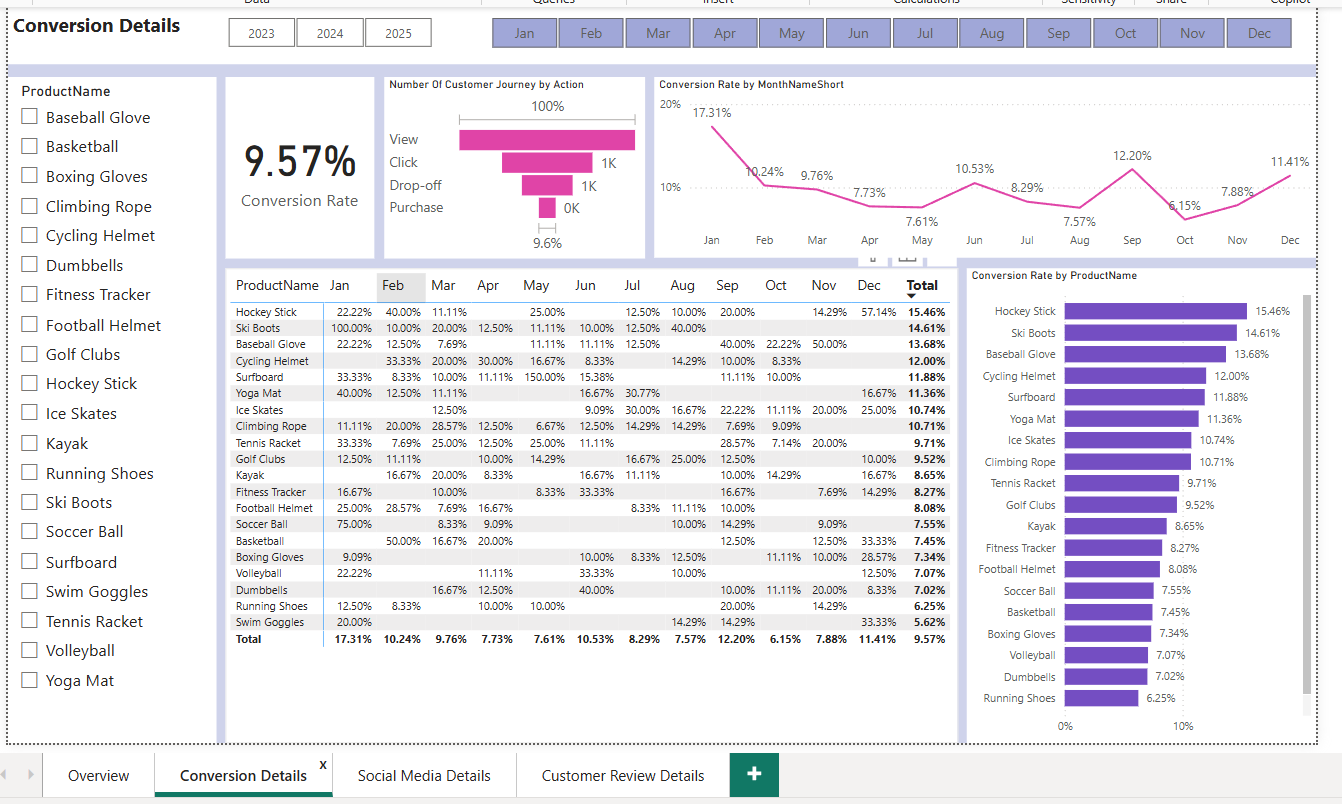 Data Queries Insert Calculations Sensitivity Share Copilot
Conversion Details
2023 2024 2025
Jan Feb Mar Apr May Jun Jul Aug Sep Oct Nov Dec
ProductName
Baseball Glove
Basketball
Boxing Gloves
Climbing Rope
Cycling Helmet
Dumbbells
Fitness Tracker
Football Helmet
Golf Clubs
Hockey Stick
Ice Skates
Kayak
Running Shoes
Ski Boots
Soccer Ball
Surfboard
Swim Goggles
Tennis Racket
Volleyball
Yoga Mat
9.57%
Conversion Rate
Number Of Customer Journey by Action
100%
View
Click 1K
Drop-off 1K
Purchase 0K
9.6%
Conversion Rate by MonthNameShort
20%
10%
17.31% 10.24% 9.76% 7.73% 7.61% 10.53% 8.29% 7.57% 12.20% 6.15% 7.88% 11.41%
Jan Feb Mar Apr May Jun Jul Aug Sep Oct Nov Dec
ProductName Jan Feb Mar Apr May Jun Jul Aug Sep Oct Nov Dec Total
Hockey Stick 22.22% 40.00% 11.11% 25.00% 12.50% 10.00% 20.00% 14.29% 57.14% 15.46%
Ski Boots 100.00% 10.00% 20.00% 12.50% 11.11% 10.00% 12.50% 40.00% 14.61%
Baseball Glove 22.22% 12.50% 7.69% 11.11% 11.11% 12.50% 40.00% 22.22% 50.00% 13.68%
Cycling Helmet 33.33% 20.00% 30.00% 16.67% 8.33% 14.29% 10.00% 8.33% 12.00%
Surfboard 33.33% 8.33% 10.00% 11.11% 150.00% 15.38% 11.11% 10.00% 11.88%
Yoga Mat 40.00% 12.50% 11.11% 16.67% 30.77% 16.67% 11.36%
Ice Skates 12.50% 9.09% 30.00% 16.67% 22.22% 11.11% 20.00% 25.00% 10.74%
Climbing Rope 11.11% 20.00% 28.57% 12.50% 6.67% 12.50% 14.29% 14.29% 7.69% 9.09% 10.71%
Tennis Racket 33.33% 7.69% 25.00% 12.50% 25.00% 11.11% 28.57% 7.14% 20.00% 9.71%
Golf Clubs 12.50% 11.11% 10.00% 14.29% 16.67% 25.00% 12.50% 10.00% 9.52%
Kayak 16.67% 20.00% 8.33% 16.67% 11.11% 10.00% 14.29% 16.67% 8.65%
Fitness Tracker 16.67% 10.00% 8.33% 33.33% 16.67% 7.69% 14.29% 8.27%
Football Helmet 25.00% 28.57% 7.69% 16.67% 8.33% 11.11% 10.00% 8.08%
Soccer Ball 75.00% 8.33% 9.09% 10.00% 14.29% 9.09% 7.55%
Basketball 50.00% 16.67% 20.00% 12.50% 12.50% 33.33% 7.45%
Boxing Gloves 9.09% 10.00% 8.33% 12.50% 11.11% 10.00% 28.57% 7.34%
Volleyball 22.22% 11.11% 33.33% 10.00% 12.50% 7.07%
Dumbbells 16.67% 12.50% 40.00% 10.00% 11.11% 20.00% 8.33% 7.02%
Running Shoes 12.50% 8.33% 10.00% 10.00% 20.00% 14.29% 6.25%
Swim Goggles 20.00% 14.29% 14.29% 33.33% 5.62%
Total 17.31% 10.24% 9.76% 7.73% 7.61% 10.53% 8.29% 7.57% 12.20% 6.15% 7.88% 11.41% 9.57%
Conversion Rate by ProductName
Hockey Stick 15.46%
Ski Boots 14.61%
Baseball Glove 13.68%
Cycling Helmet 12.00%
Surfboard 11.88%
Yoga Mat 11.36%
Ice Skates 10.74%
Climbing Rope 10.71%
Tennis Racket 9.71%
Golf Clubs 9.52%
Kayak 8.65%
Fitness Tracker 8.27%
Football Helmet 8.08%
Soccer Ball 7.55%
Basketball 7.45%
Boxing Gloves 7.34%
Volleyball 7.07%
Dumbbells 7.02%
Running Shoes 6.25%
0% 10%
Overview Conversion Details x Social Media Details Customer Review Details +